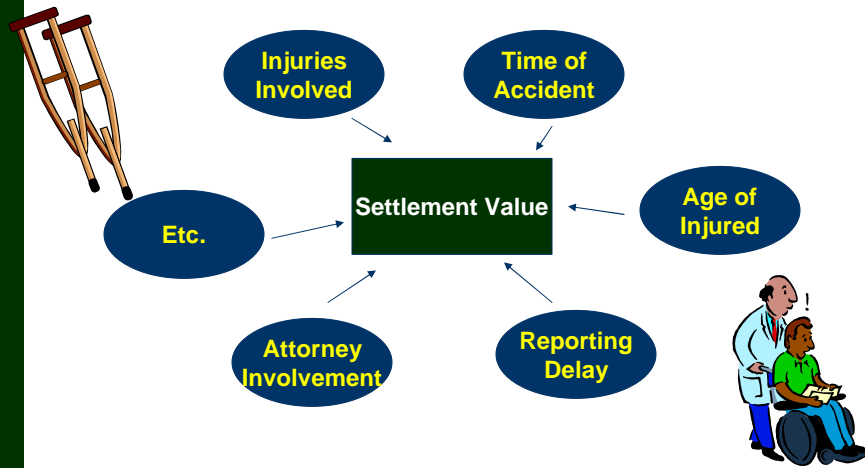 Injuries
Involved
Time of
Accident
Settlement Value
Age of
Injured
Etc.
Attorney
Involvement
Reporting
Delay
!